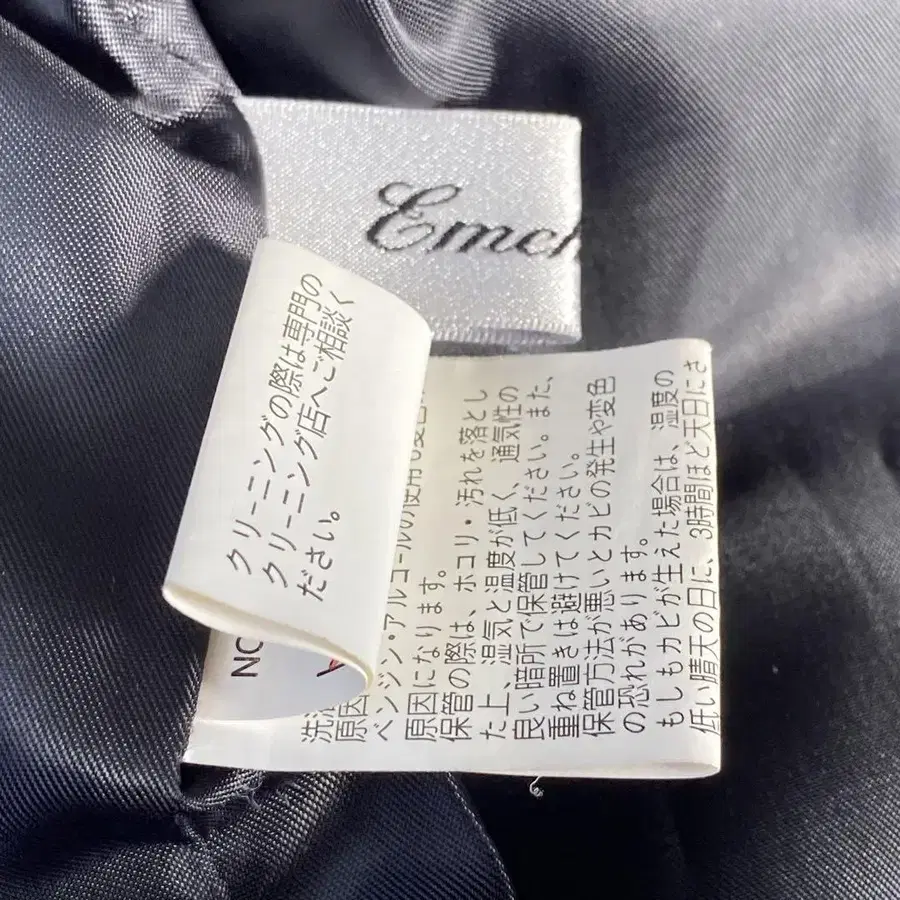 Emc
クリーニングの際は専門の
クリーニング店へご相談く
ださい。
NO
洗
原因
ベンジン・アルコールの使用も変色
原因になります。
保管の際は、ホコリ・汚れを落とし
た上、湿気と温度が低く、通気性の
良い暗所で保管してください。また、
重ね置きは避けてください。
保管方法が悪いとカビの発生や変色
の恐れがあります。
もしもカビが生えた場合は、湿度の
低い晴天の日に、3時間ほど天日にさ